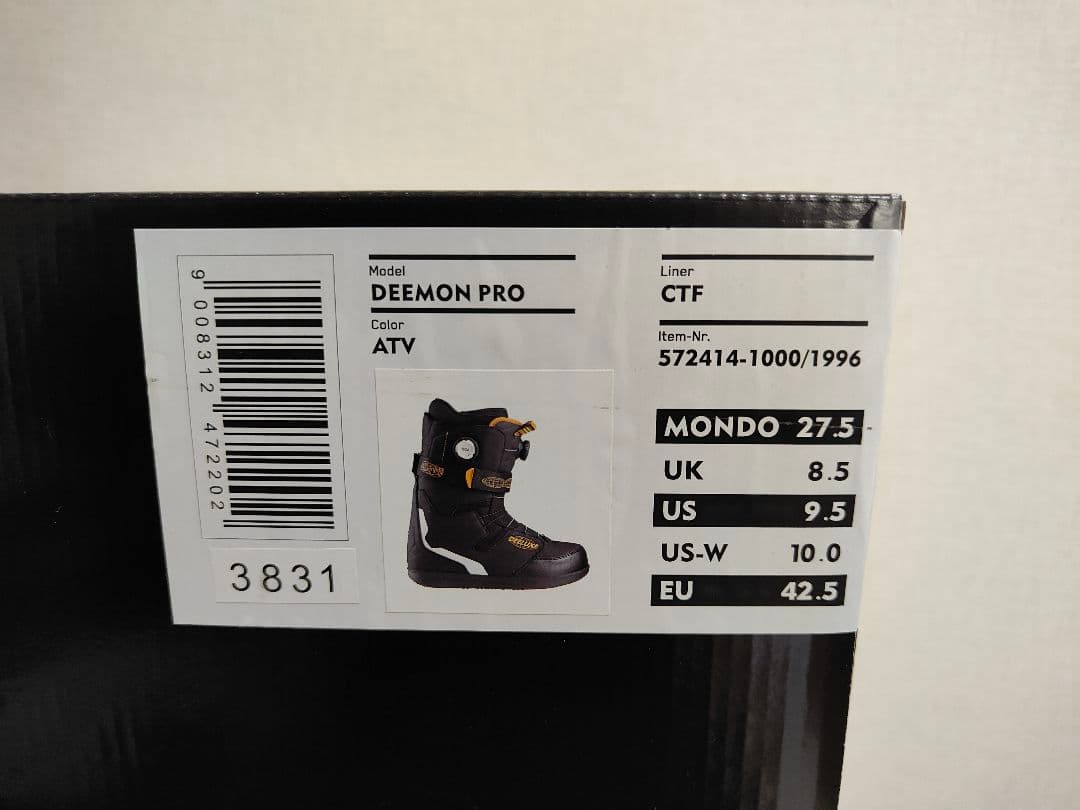 9 008312 472202
3831
Model
DEEMON PRO
Color
ATV
DEELUXE
Liner
CTF
Item-Nr.
572414-1000/1996
MONDO 27.5
UK 8.5
US 9.5
US-W 10.0
EU 42.5